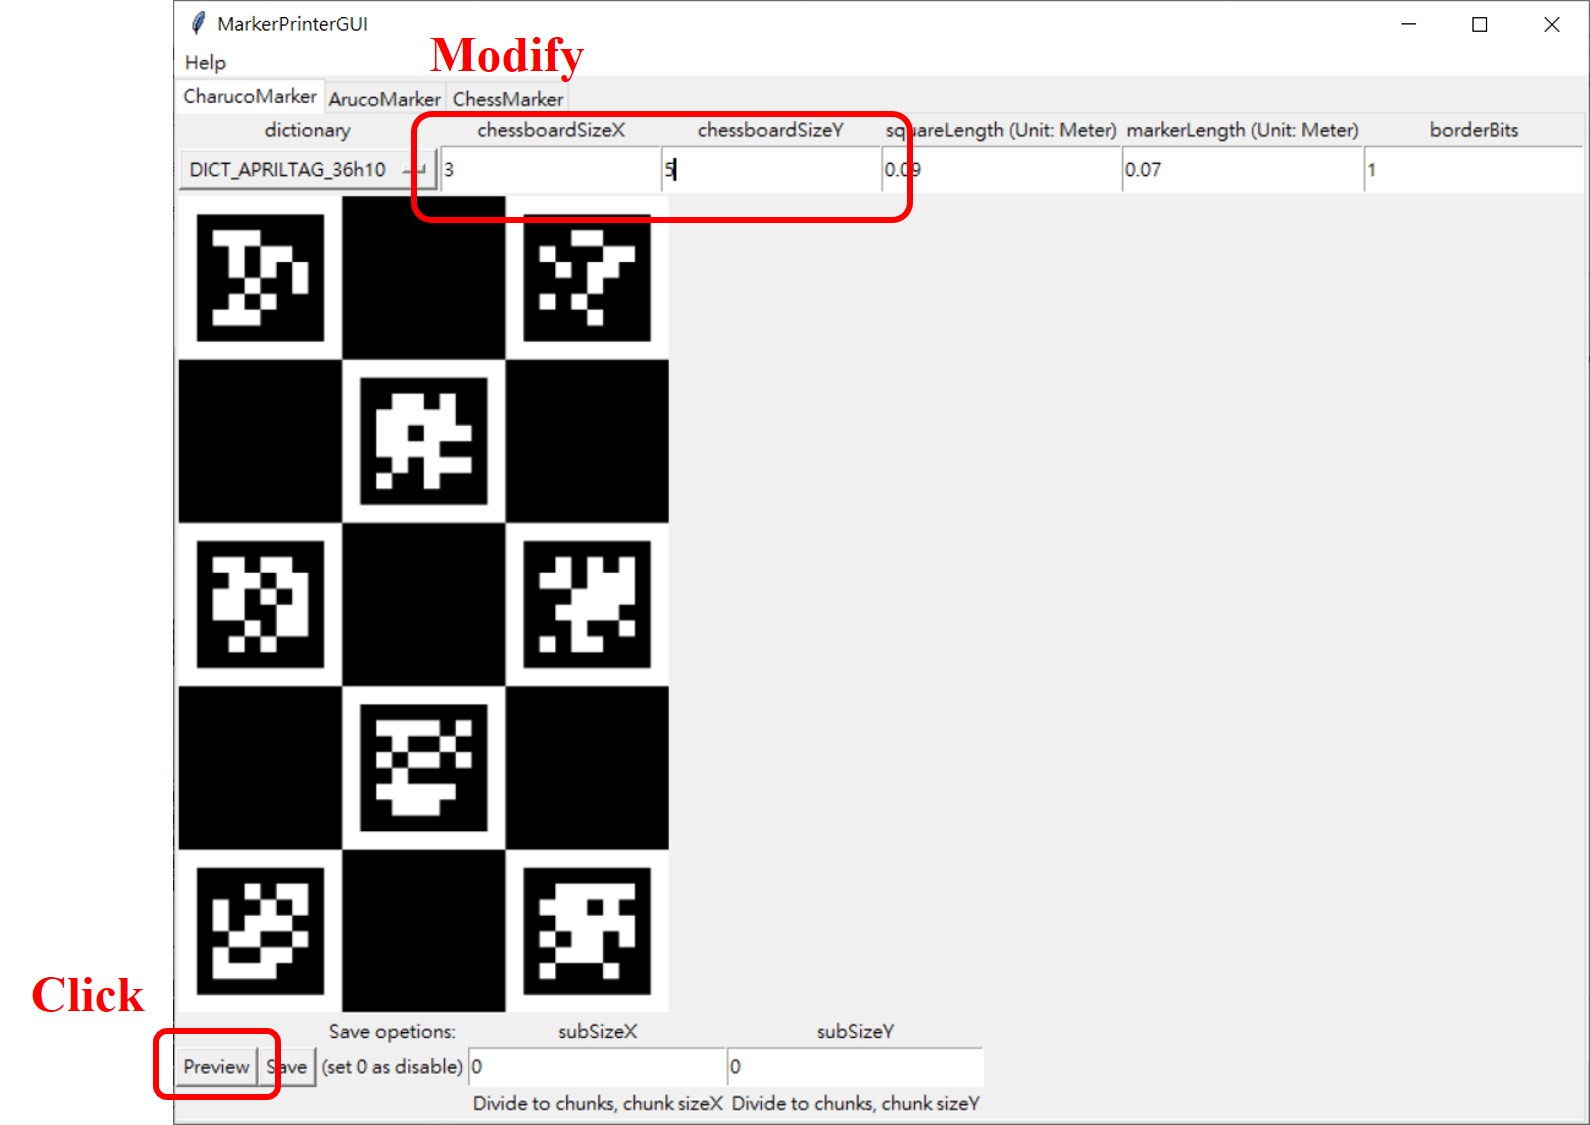 MarkerPrinterGUI
Modify
Help
CharucoMarker ArucoMarker ChessMarker
dictionary chessboardSizeX chessboardSizeY squareLength (Unit: Meter) markerLength (Unit: Meter) borderBits
DICT_APRILTAG_36h10 3 5 0.09 0.07 1
Click
Save opetions: subSizeX subSizeY
Preview Save (set 0 as disable) 0 0
Divide to chunks, chunk sizeX Divide to chunks, chunk sizeY